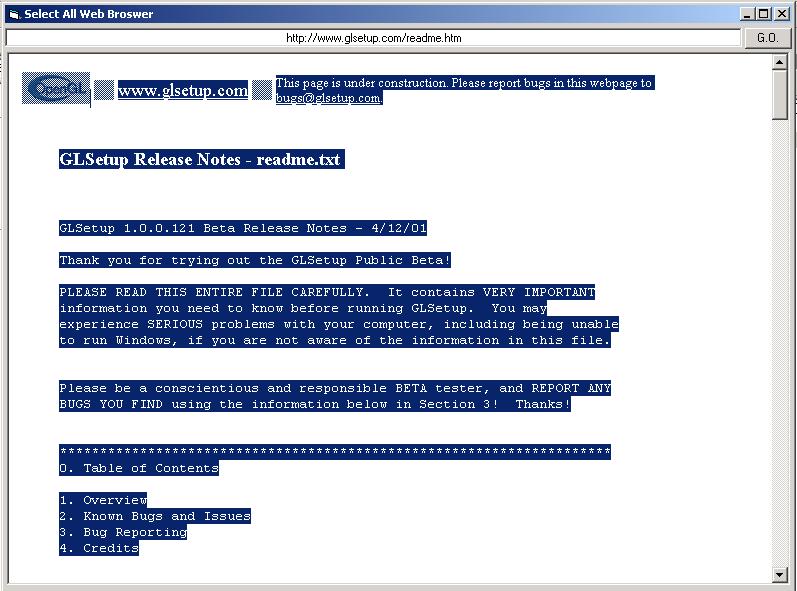 Select All Web Broswer
http://www.glsetup.com/readme.htm
G.O.
OpenGL
www.glsetup.com
This page is under construction. Please report bugs in this webpage to
bugs@glsetup.com.
GLSetup Release Notes - readme.txt
GLSetup 1.0.0.121 Beta Release Notes - 4/12/01
Thank you for trying out the GLSetup Public Beta!
PLEASE READ THIS ENTIRE FILE CAREFULLY.  It contains VERY IMPORTANT
information you need to know before running GLSetup.  You may
experience SERIOUS problems with your computer, including being unable
to run Windows, if you are not aware of the information in this file.
Please be a conscientious and responsible BETA tester, and REPORT ANY
BUGS YOU FIND using the information below in Section 3!  Thanks!
*********************************************************************
0. Table of Contents
1. Overview
2. Known Bugs and Issues
3. Bug Reporting
4. Credits